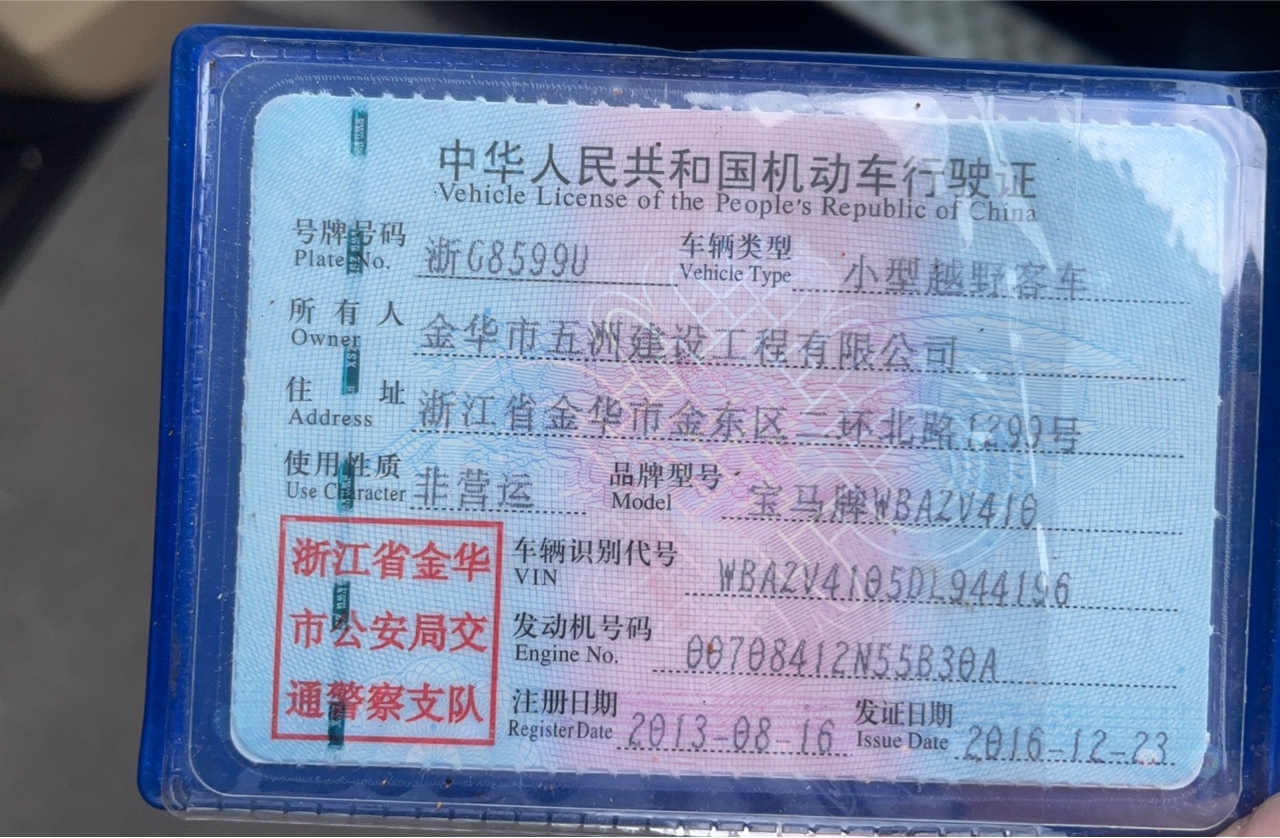 中华人民共和国机动车行驶证
Vehicle License of the People's Republic of China
号牌号码 浙G8599U 车辆类型 小型越野客车
Plate No. Vehicle Type
所有人 金华市五洲建设工程有限公司
Owner
住址 浙江省金华市金东区二环北路1299号
Address
使用性质 非营运 品牌型号 宝马牌WBAZV410
Use Character Model
浙江省金华
市公安局交
通警察支队
车辆识别代号 WBAZV4105DL944196
VIN
发动机号码 00708412N55B30A
Engine No.
注册日期 2013-08-16 发证日期 2016-12-23
Register Date Issue Date